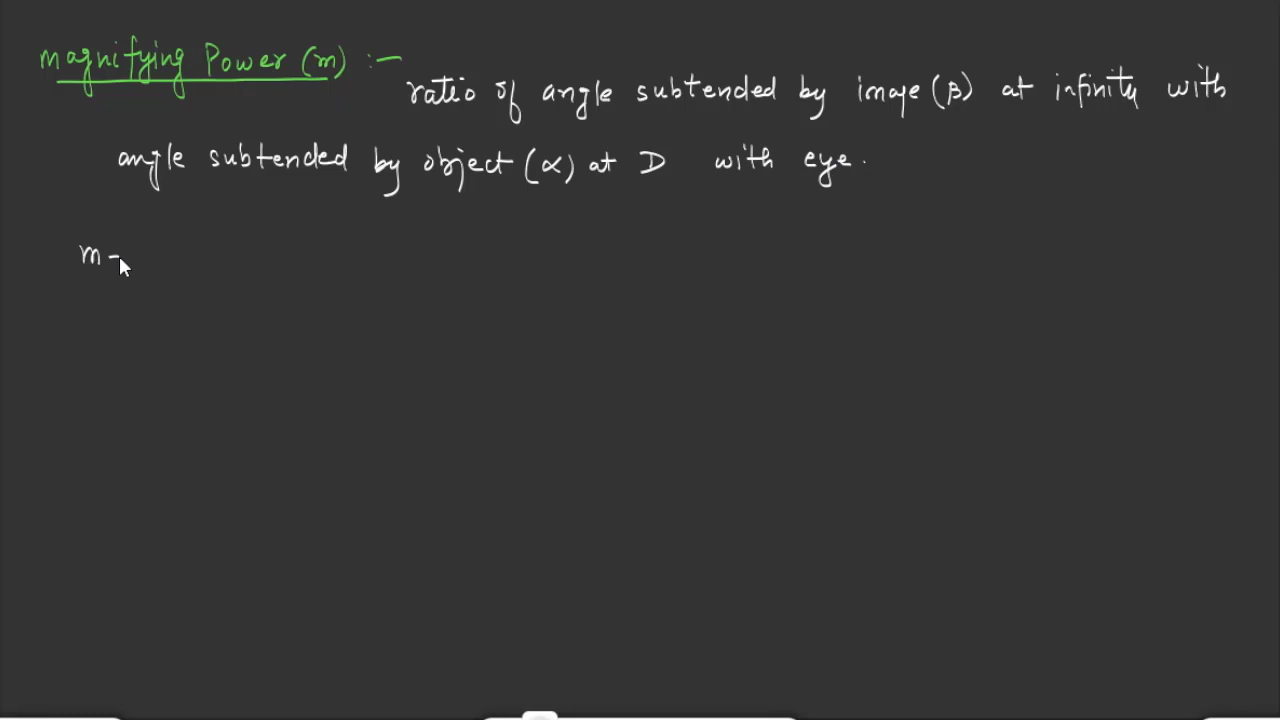 magnifying Power (m) :-
ratio of angle subtended by image (β) at infinity with
angle subtended by object (α) at D with eye.
m -